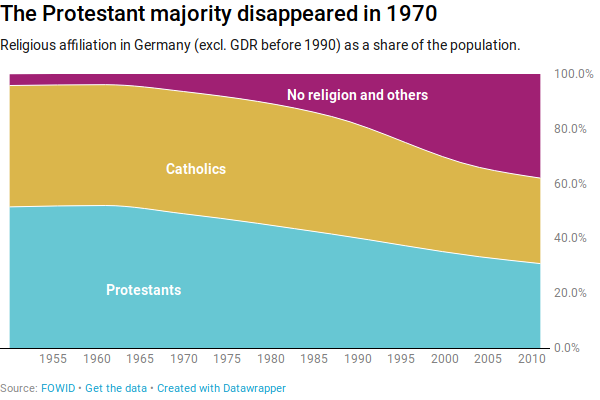 The Protestant majority disappeared in 1970
Religious affiliation in Germany (excl. GDR before 1990) as a share of the population.
100.0%
No religion and others
80.0%
Catholics
60.0%
40.0%
Protestants
20.0%
0.0%
1955 1960 1965 1970 1975 1980 1985 1990 1995 2000 2005 2010
Source: FOWID • Get the data • Created with Datawrapper